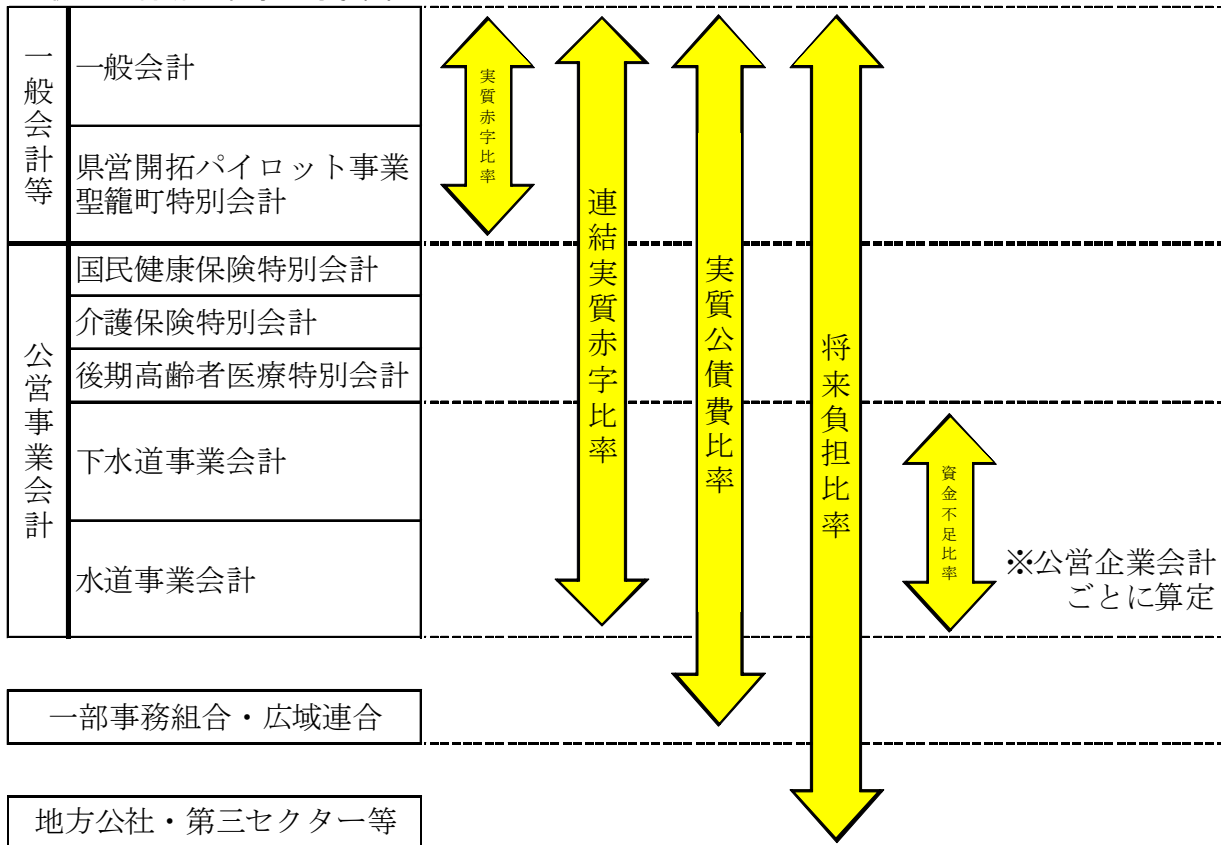 一般会計等
一般会計
県営開拓パイロット事業
聖籠町特別会計
公営事業会計
国民健康保険特別会計
介護保険特別会計
後期高齢者医療特別会計
下水道事業会計
水道事業会計
一部事務組合・広域連合
地方公社・第三セクター等
実質赤字比率
連結実質赤字比率
実質公債費比率
将来負担比率
資金不足比率
※公営企業会計
ごとに算定